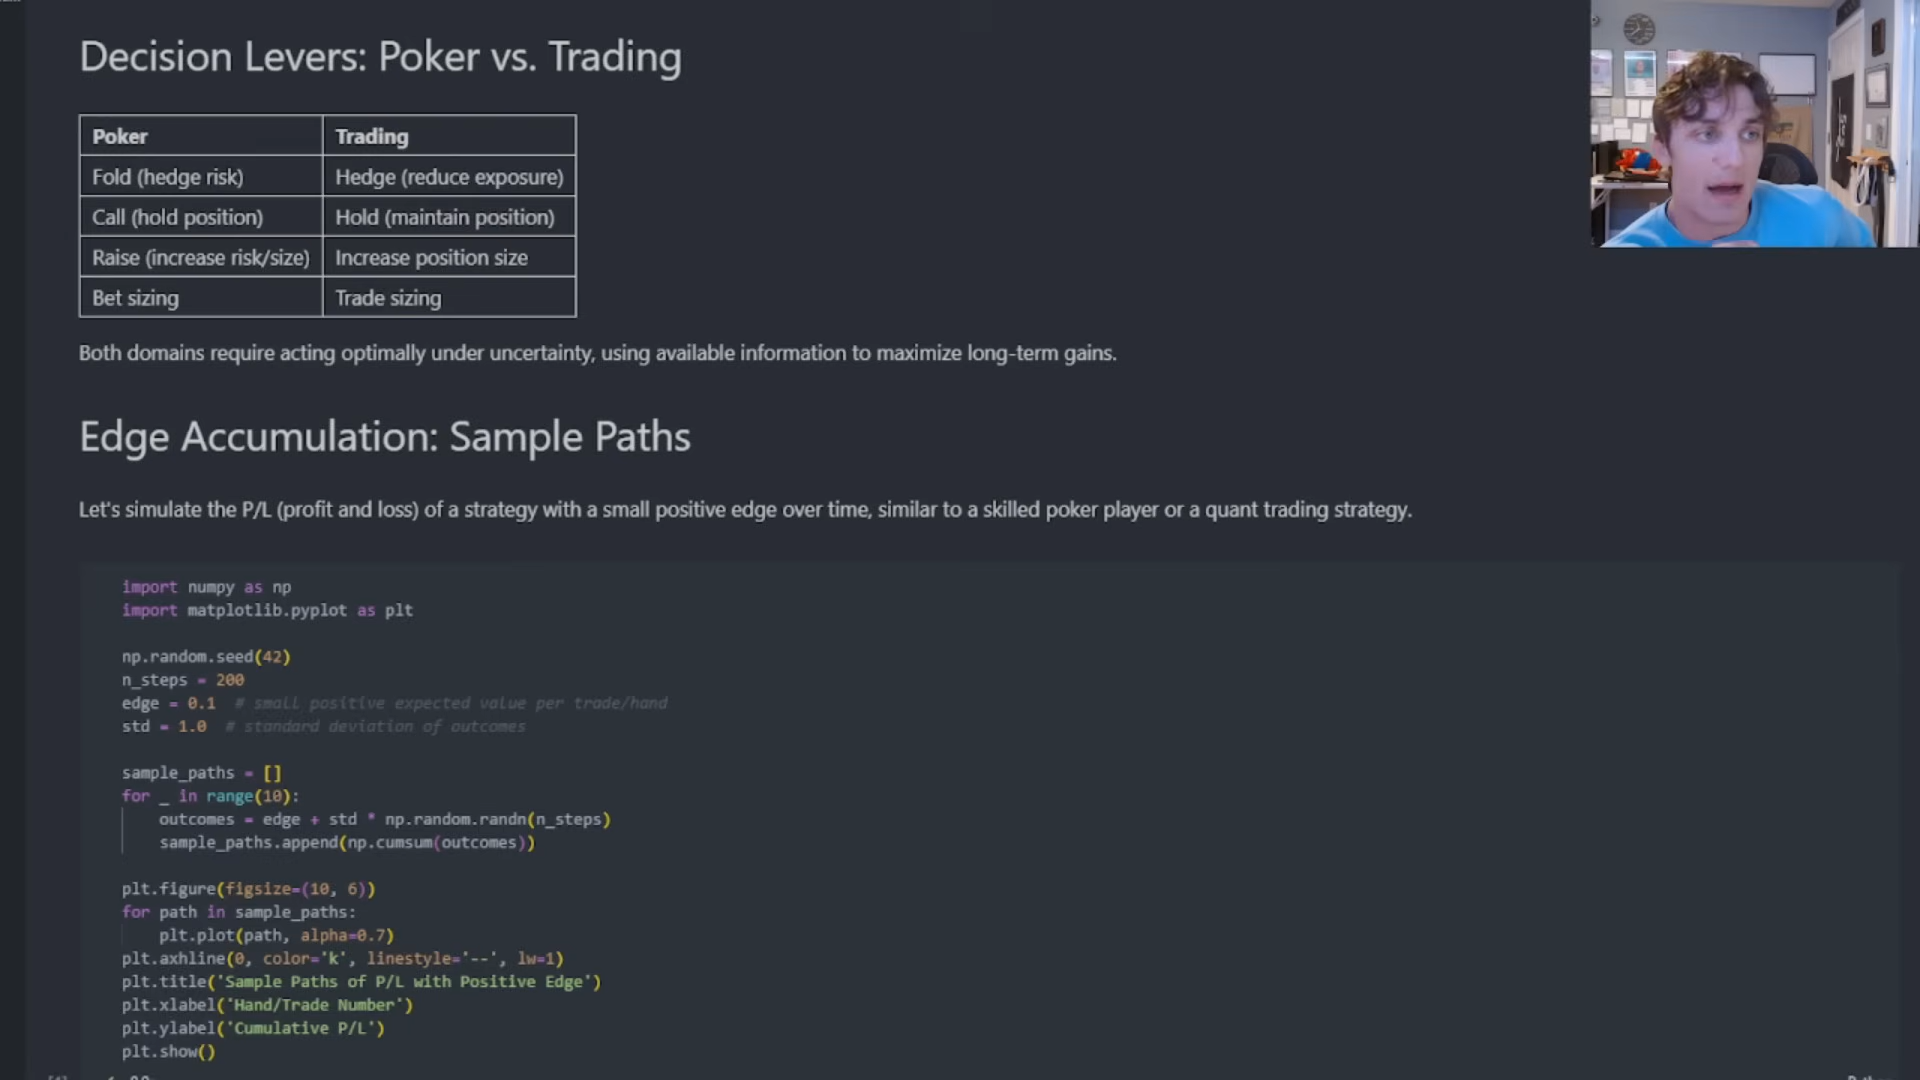 Decision Levers: Poker vs. Trading
Poker Trading
Fold (hedge risk) Hedge (reduce exposure)
Call (hold position) Hold (maintain position)
Raise (increase risk/size) Increase position size
Bet sizing Trade sizing
Both domains require acting optimally under uncertainty, using available information to maximize long-term gains.
Edge Accumulation: Sample Paths
Let's simulate the P/L (profit and loss) of a strategy with a small positive edge over time, similar to a skilled poker player or a quant trading strategy.
import numpy as np
import matplotlib.pyplot as plt
np.random.seed(42)
n_steps = 200
edge = 0.1 # small positive expected value per trade/hand
std = 1.0 # standard deviation of outcomes
sample_paths = []
for _ in range(10):
outcomes = edge + std * np.random.randn(n_steps)
sample_paths.append(np.cumsum(outcomes))
plt.figure(figsize=(10, 6))
for path in sample_paths:
plt.plot(path, alpha=0.7)
plt.axhline(0, color='k', linestyle='--', lw=1)
plt.title('Sample Paths of P/L with Positive Edge')
plt.xlabel('Hand/Trade Number')
plt.ylabel('Cumulative P/L')
plt.show()